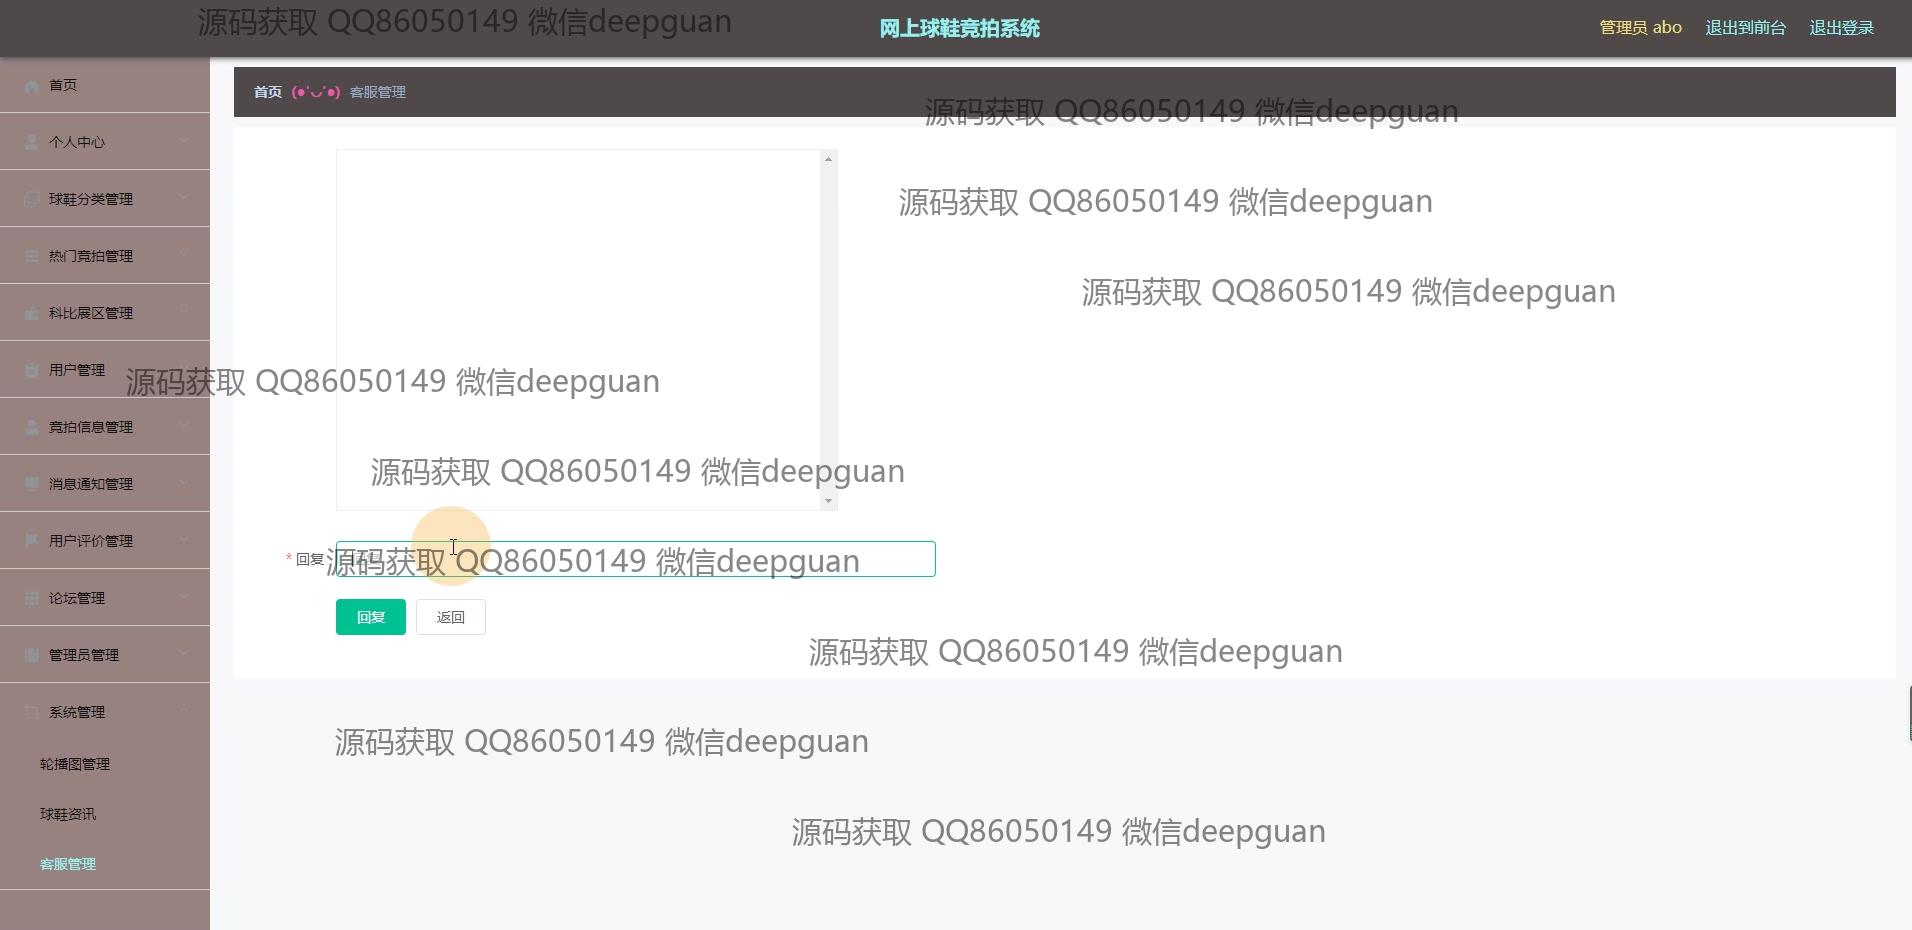 源码获取 QQ86050149 微信deepguan
网上球鞋竞拍系统
管理员 abo
退出到前台
退出登录
首页
个人中心
球鞋分类管理
热门竞拍管理
科比展区管理
用户管理
竞拍信息管理
消息通知管理
用户评价管理
论坛管理
管理员管理
系统管理
轮播图管理
球鞋资讯
客服管理
首页 (●'◡'●) 客服管理
源码获取 QQ86050149 微信deepguan
源码获取 QQ86050149 微信deepguan
源码获取 QQ86050149 微信deepguan
源码获取 QQ86050149 微信deepguan
源码获取 QQ86050149 微信deepguan
* 回复
源码获取 QQ86050149 微信deepguan
回复
返回
源码获取 QQ86050149 微信deepguan
源码获取 QQ86050149 微信deepguan
源码获取 QQ86050149 微信deepguan